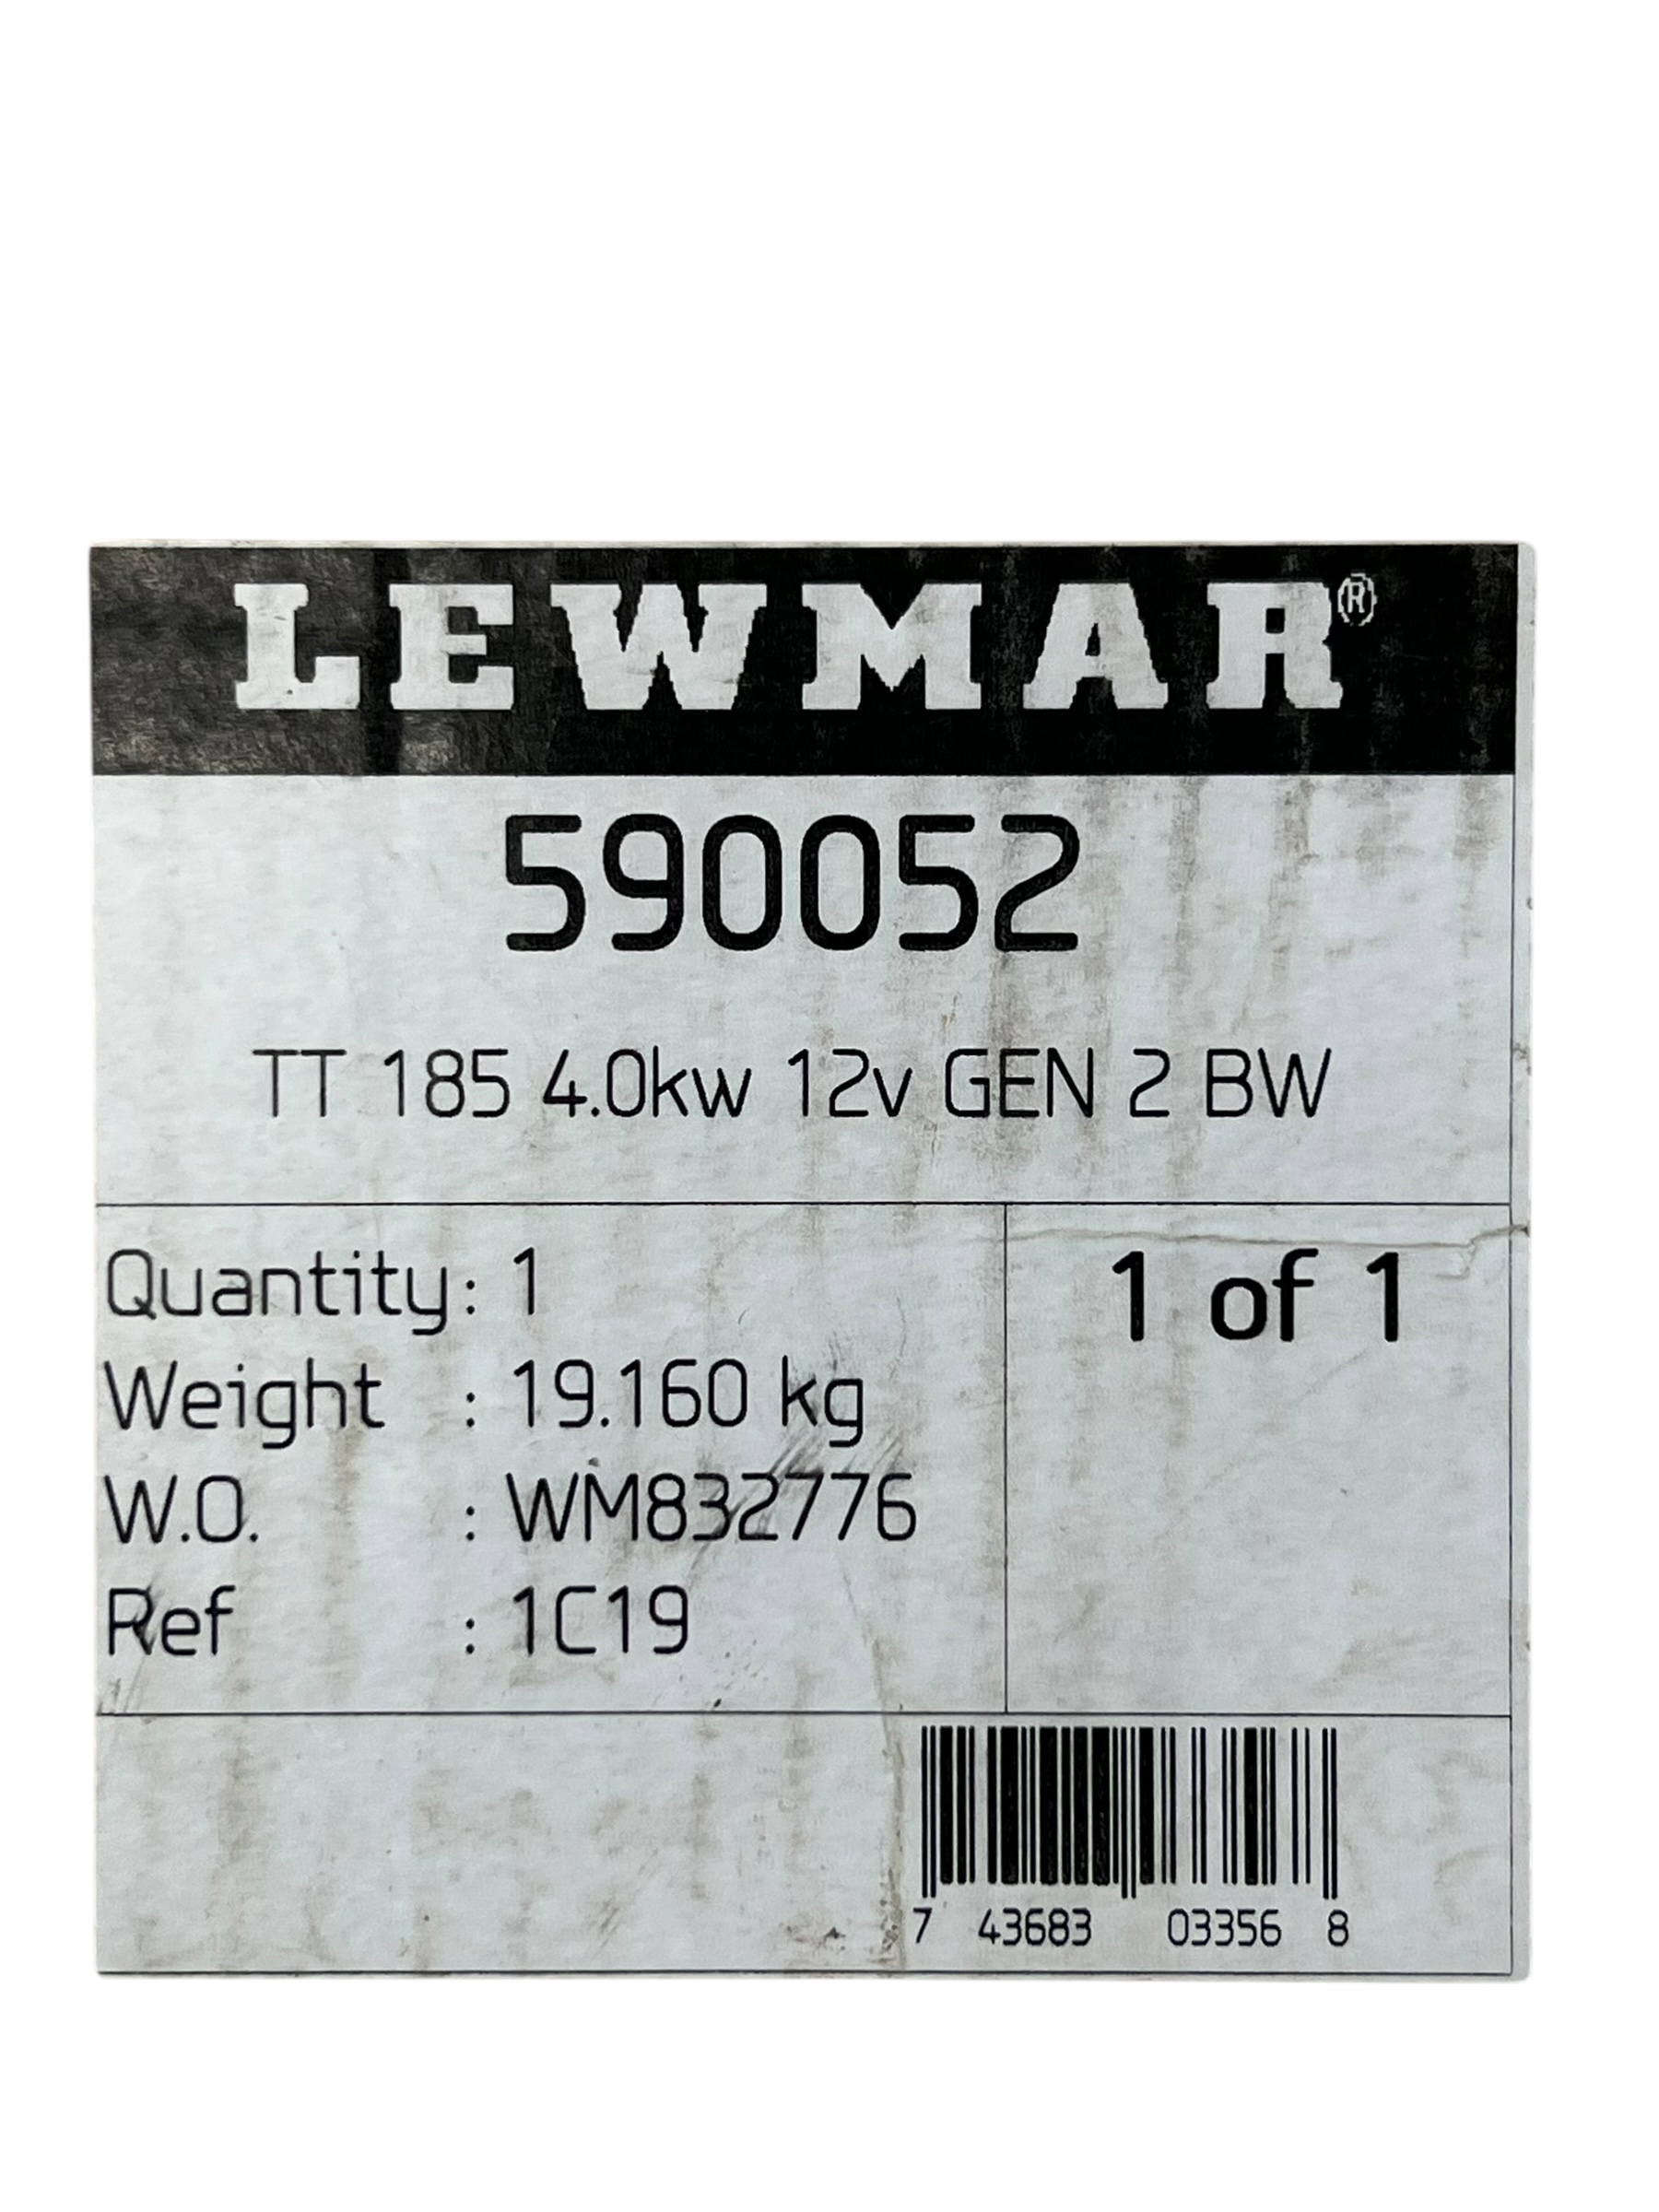 LEWMAR®
590052
TT 185 4.0kw 12v GEN 2 BW
Quantity: 1
1 of 1
Weight : 19.160 kg
W.O. : WM832776
Ref : 1C19
7 43683 03356 8